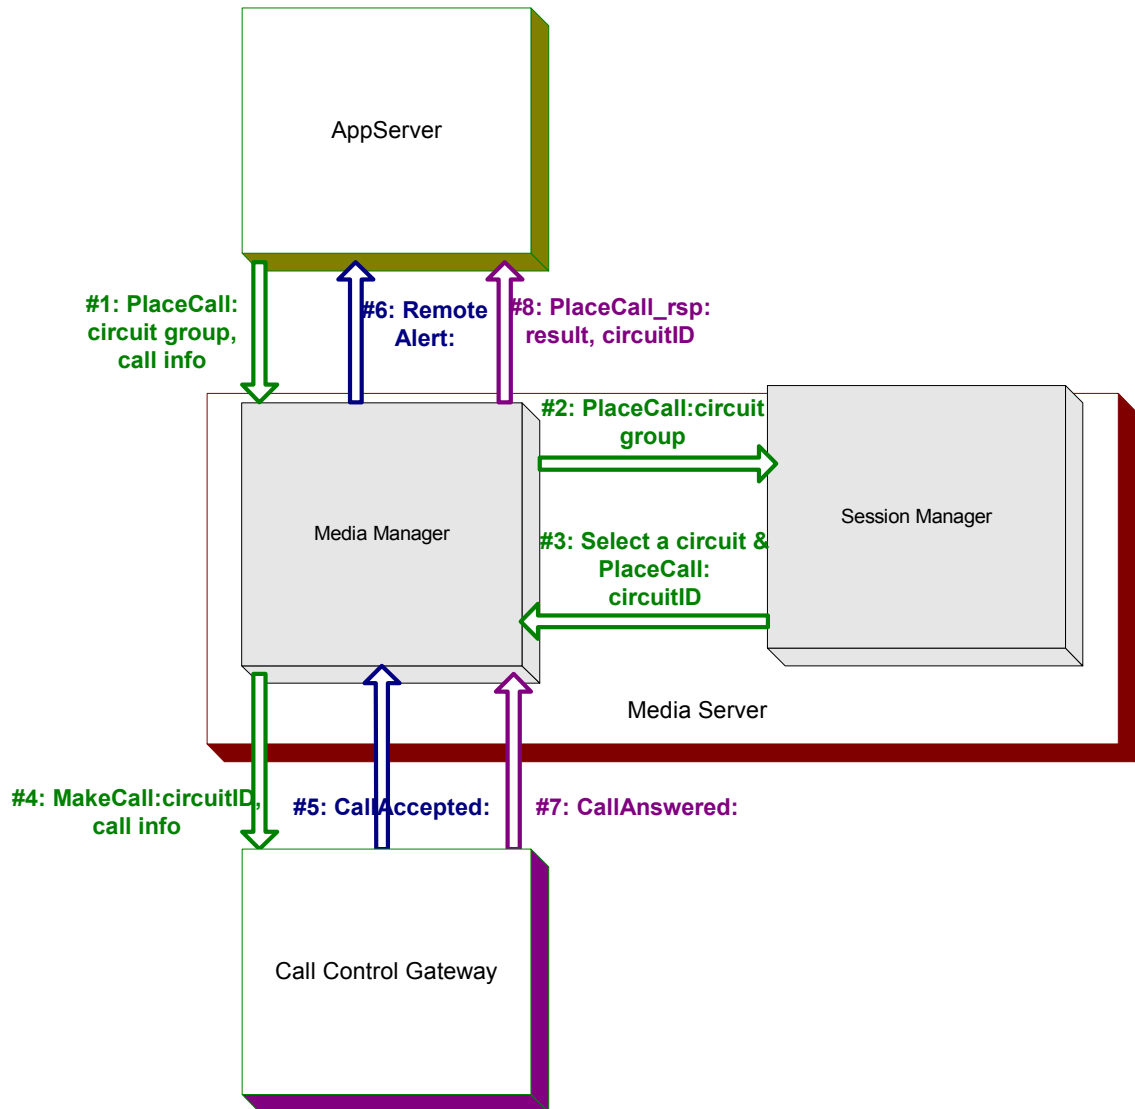 AppServer
#1: PlaceCall:
circuit group,
call info
#6: Remote
Alert:
#8: PlaceCall_rsp:
result, circuitID
#2: PlaceCall:circuit
group
Media Manager
Session Manager
#3: Select a circuit &
PlaceCall:
circuitID
Media Server
#4: MakeCall:circuitID,
call info
#5: CallAccepted:
#7: CallAnswered:
Call Control Gateway